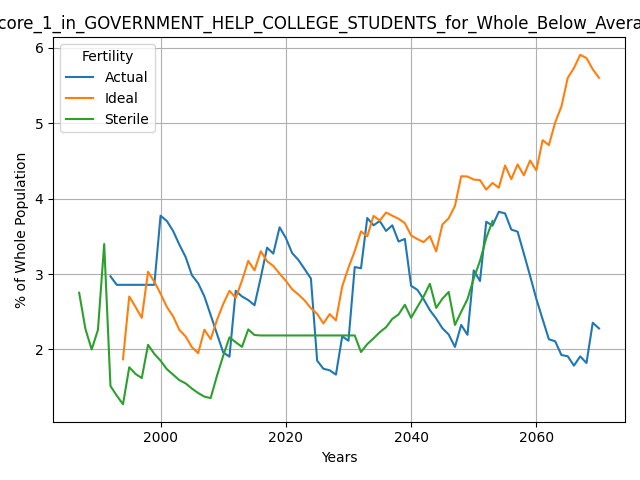 core_1_in_GOVERNMENT_HELP_COLLEGE_STUDENTS_for_Whole_Below_Avera
Fertility
Actual
Ideal
Sterile
% of Whole Population
6
5
4
3
2
2000 2020 2040 2060
Years